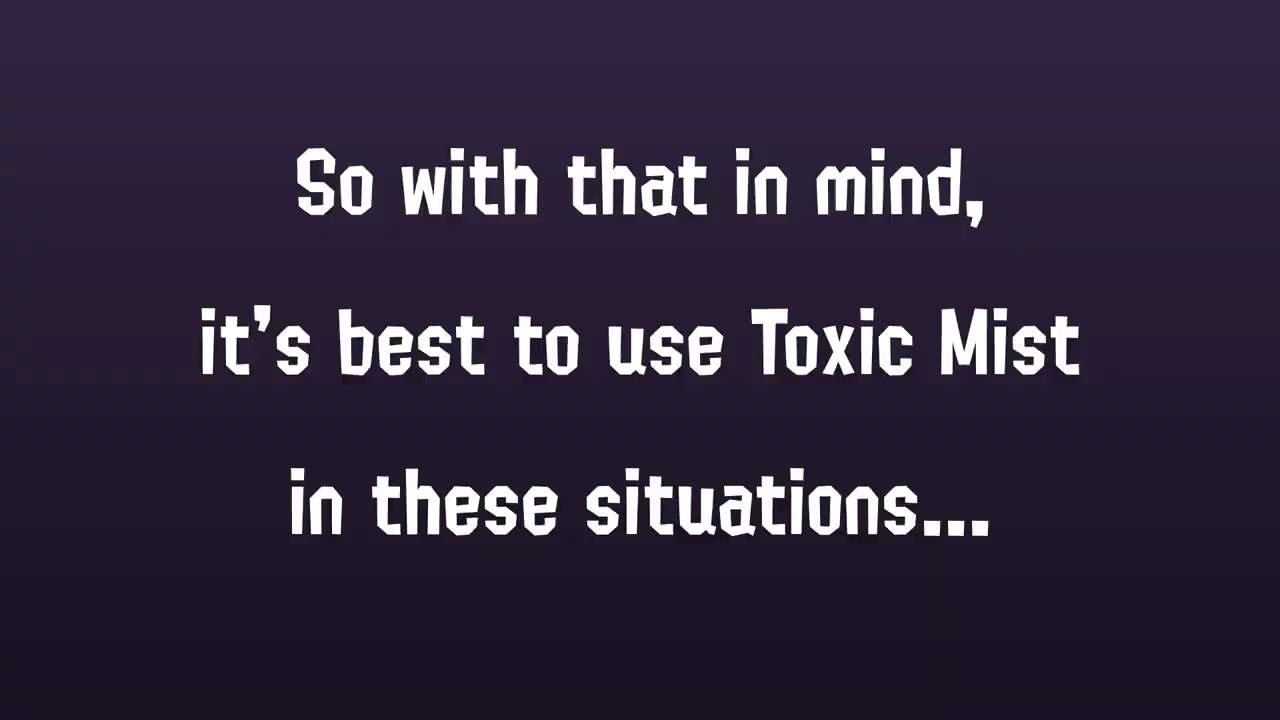 So with that in mind,
it's best to use Toxic Mist
in these situations...